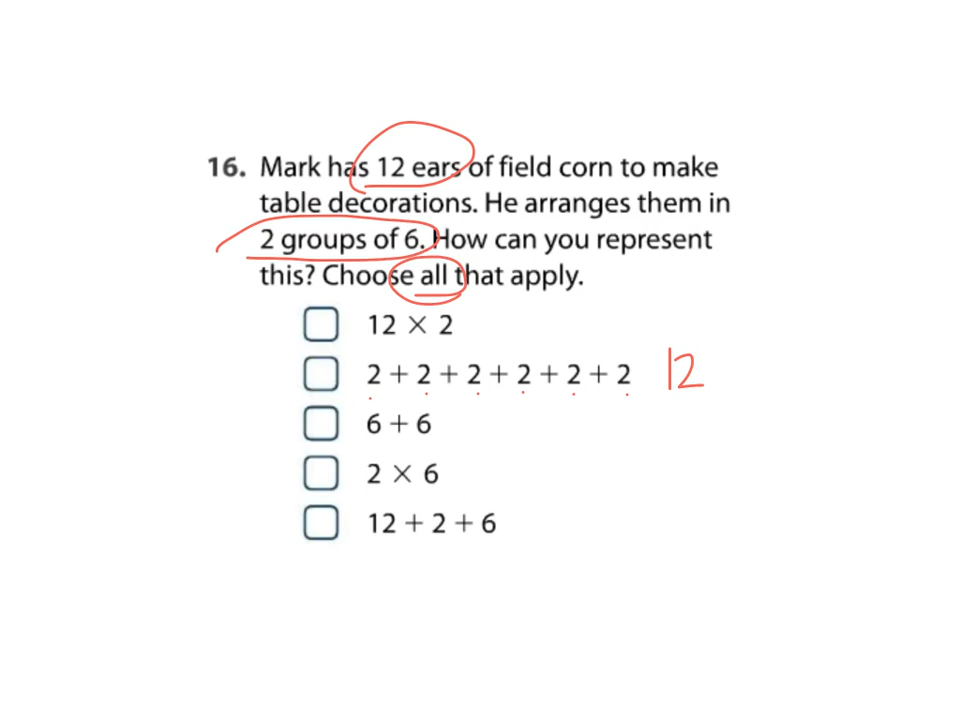 16. Mark has 12 ears of field corn to make
table decorations. He arranges them in
2 groups of 6. How can you represent
this? Choose all that apply.
12 × 2
2 + 2 + 2 + 2 + 2 + 2 12
6 + 6
2 × 6
12 + 2 + 6